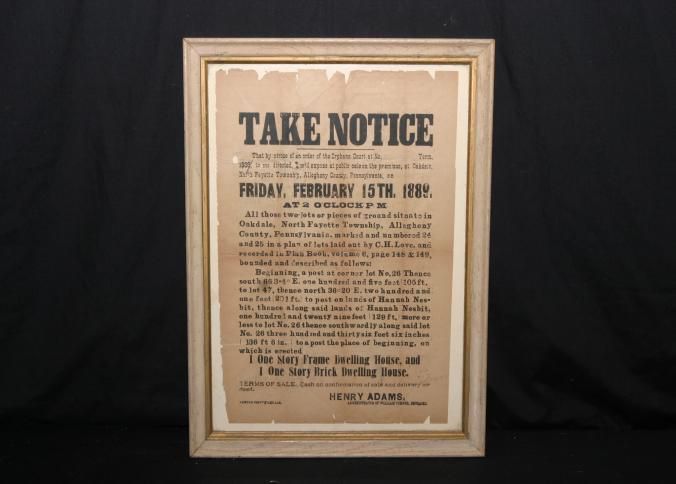 TAKE NOTICE
That by virtue of an order of the Orphans Court at No. Term,
1889, to me directed, I will expose at public sale on the premises, at Oakdale,
North Fayette Township, Allegheny County, Pennsylvania, on
FRIDAY, FEBRUARY 15TH. 1889.
AT 2 OCLOCK P M
All those two lots or pieces of ground situate in
Oakdale, North Fayette Township, Allegheny
County, Pennsylvania, marked and numbered 24
and 25 in a plan of lots laid out by C.H. Love, and
recorded in Plan Book, volume 6, page 148 & 149,
bounded and described as follows:
Beginning, a post at corner lot No. 26 Thence
south E. one hundred and five feet 105 ft.
to lot 47, thence north 36-20 E. two hundred and
one feet 201 ft. to post on lands of Hannah Nes-
bit, thence along said lands of Hannah Nesbit,
one hundred and twenty nine feet (129 ft.) more or
less to lot No. 26 thence southwardly along said lot
No. 26 three hundred and thirty six feet six inches
136 ft 6 in. ) to a post the place of beginning, on
which is erected
1 One Story Frame Dwelling House, and
1 One Story Brick Dwelling House.
TERMS OF SALE. Cash on confirmation of sale and delivery of
deed.
HENRY ADAMS,